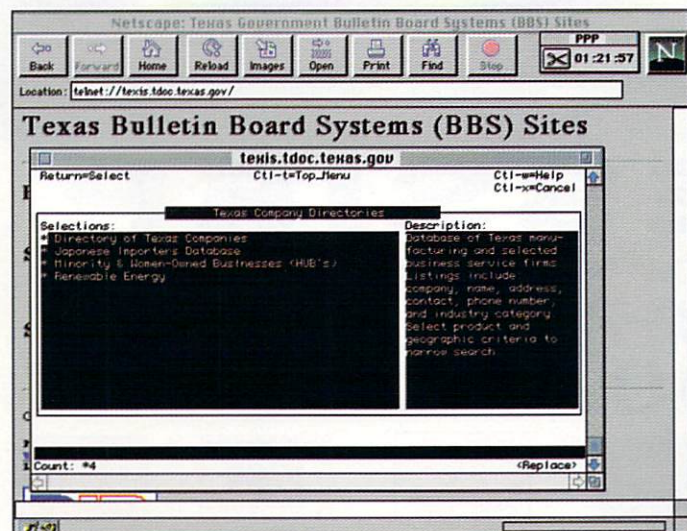 Netscape: Texas Government Bulletin Board Systems (BBS) Sites
Back Forward Home Reload Images Open Print Find Stop
PPP
01:21:57
N
Location: telnet://texis.tdoc.texas.gov/
Texas Bulletin Board Systems (BBS) Sites
texis.tdoc.texas.gov
Return=Select Ctl-t=Top_Menu Ctl-w=Help
Ctl-x=Cancel
Texas Company Directories
Selections:
* Directory of Texas Companies
* Japanese Importers Database
* Minority & Women-Owned Businesses (HUB's)
* Renewable Energy
Description:
Database of Texas manu-
facturing and selected
business service firms
Listings include
company, name, address,
contact, phone number,
and industry category
Select product and
geographic criteria to
narrow search
Count: *4 <Replace>